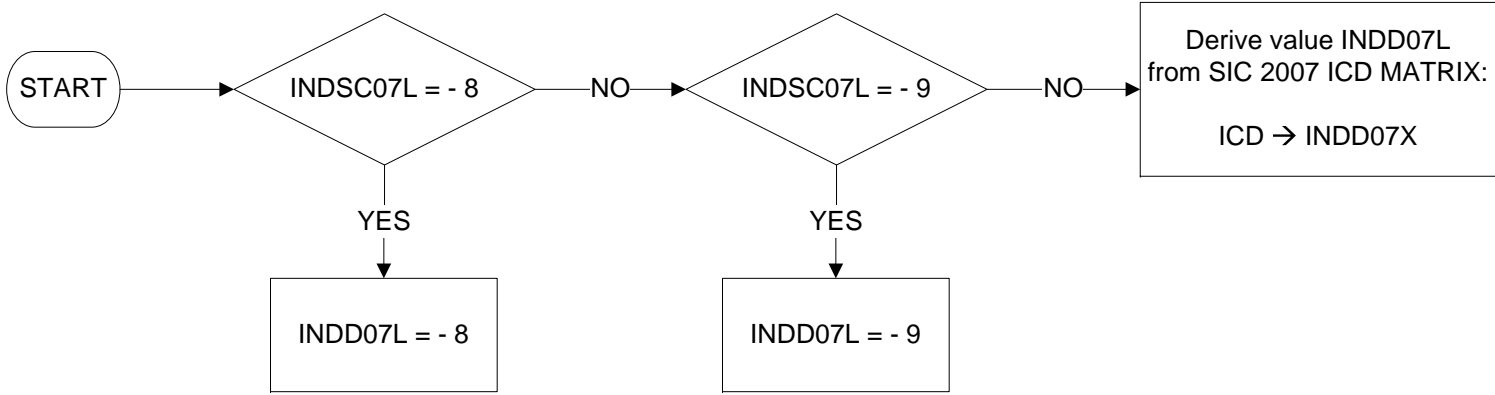 START
INDSC07L = - 8
NO
INDSC07L = - 9
NO
Derive value INDD07L
from SIC 2007 ICD MATRIX:
ICD → INDD07X
YES
YES
INDD07L = - 8
INDD07L = - 9